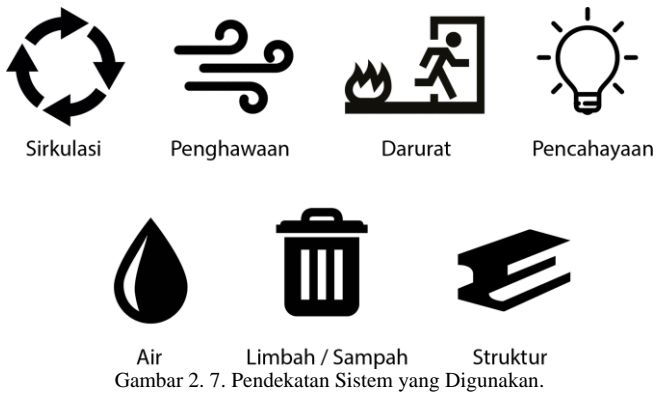 Sirkulasi Penghawaan Darurat Pencahayaan
Air Limbah / Sampah Struktur
Gambar 2. 7. Pendekatan Sistem yang Digunakan.